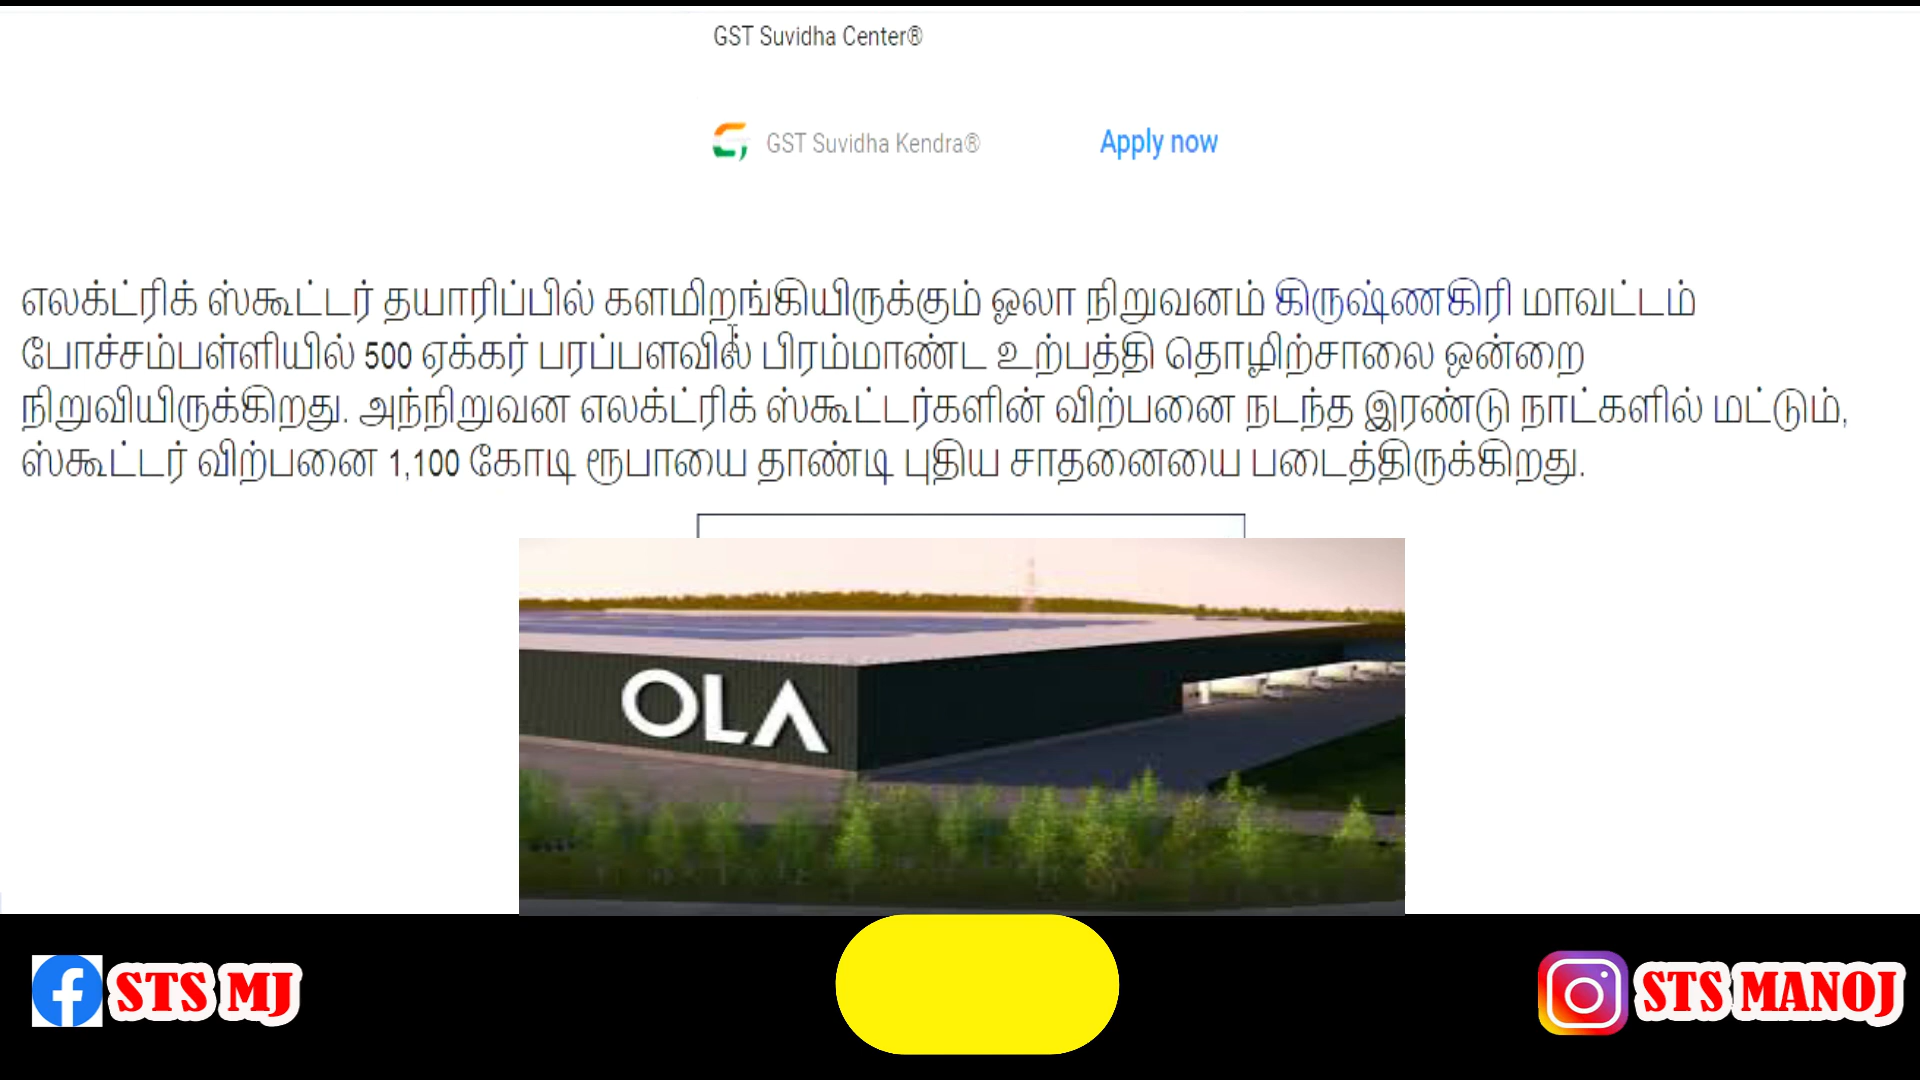 GST Suvidha Center®
GST Suvidha Kendra®
Apply now
எலக்ட்ரிக் ஸ்கூட்டர் தயாரிப்பில் களமிறங்கியிருக்கும் ஓலா நிறுவனம் கிருஷ்ணகிரி மாவட்டம்
போச்சம்பள்ளியில் 500 ஏக்கர் பரப்பளவில் பிரம்மாண்ட உற்பத்தி தொழிற்சாலை ஒன்றை
நிறுவியிருக்கிறது. அந்நிறுவன எலக்ட்ரிக் ஸ்கூட்டர்களின் விற்பனை நடந்த இரண்டு நாட்களில் மட்டும்,
ஸ்கூட்டர் விற்பனை 1,100 கோடி ரூபாயை தாண்டி புதிய சாதனையை படைத்திருக்கிறது.
OLA
STS MJ
STS MANOJ